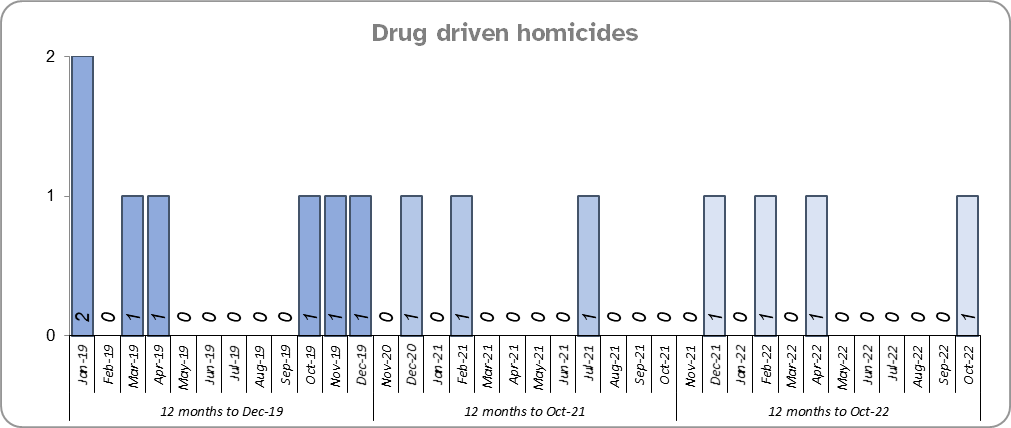 Drug driven homicides
2
1
0
2 0 1 1 0 0 0 0 0 1 1 1 0 1 0 1 0 0 0 0 1 0 0 0 0 1 0 1 0 1 0 0 0 0 0 1
Jan-19 Feb-19 Mar-19 Apr-19 May-19 Jun-19 Jul-19 Aug-19 Sep-19 Oct-19 Nov-19 Dec-19 Nov-20 Dec-20 Jan-21 Feb-21 Mar-21 Apr-21 May-21 Jun-21 Jul-21 Aug-21 Sep-21 Oct-21 Nov-21 Dec-21 Jan-22 Feb-22 Mar-22 Apr-22 May-22 Jun-22 Jul-22 Aug-22 Sep-22 Oct-22
12 months to Dec-19 12 months to Oct-21 12 months to Oct-22